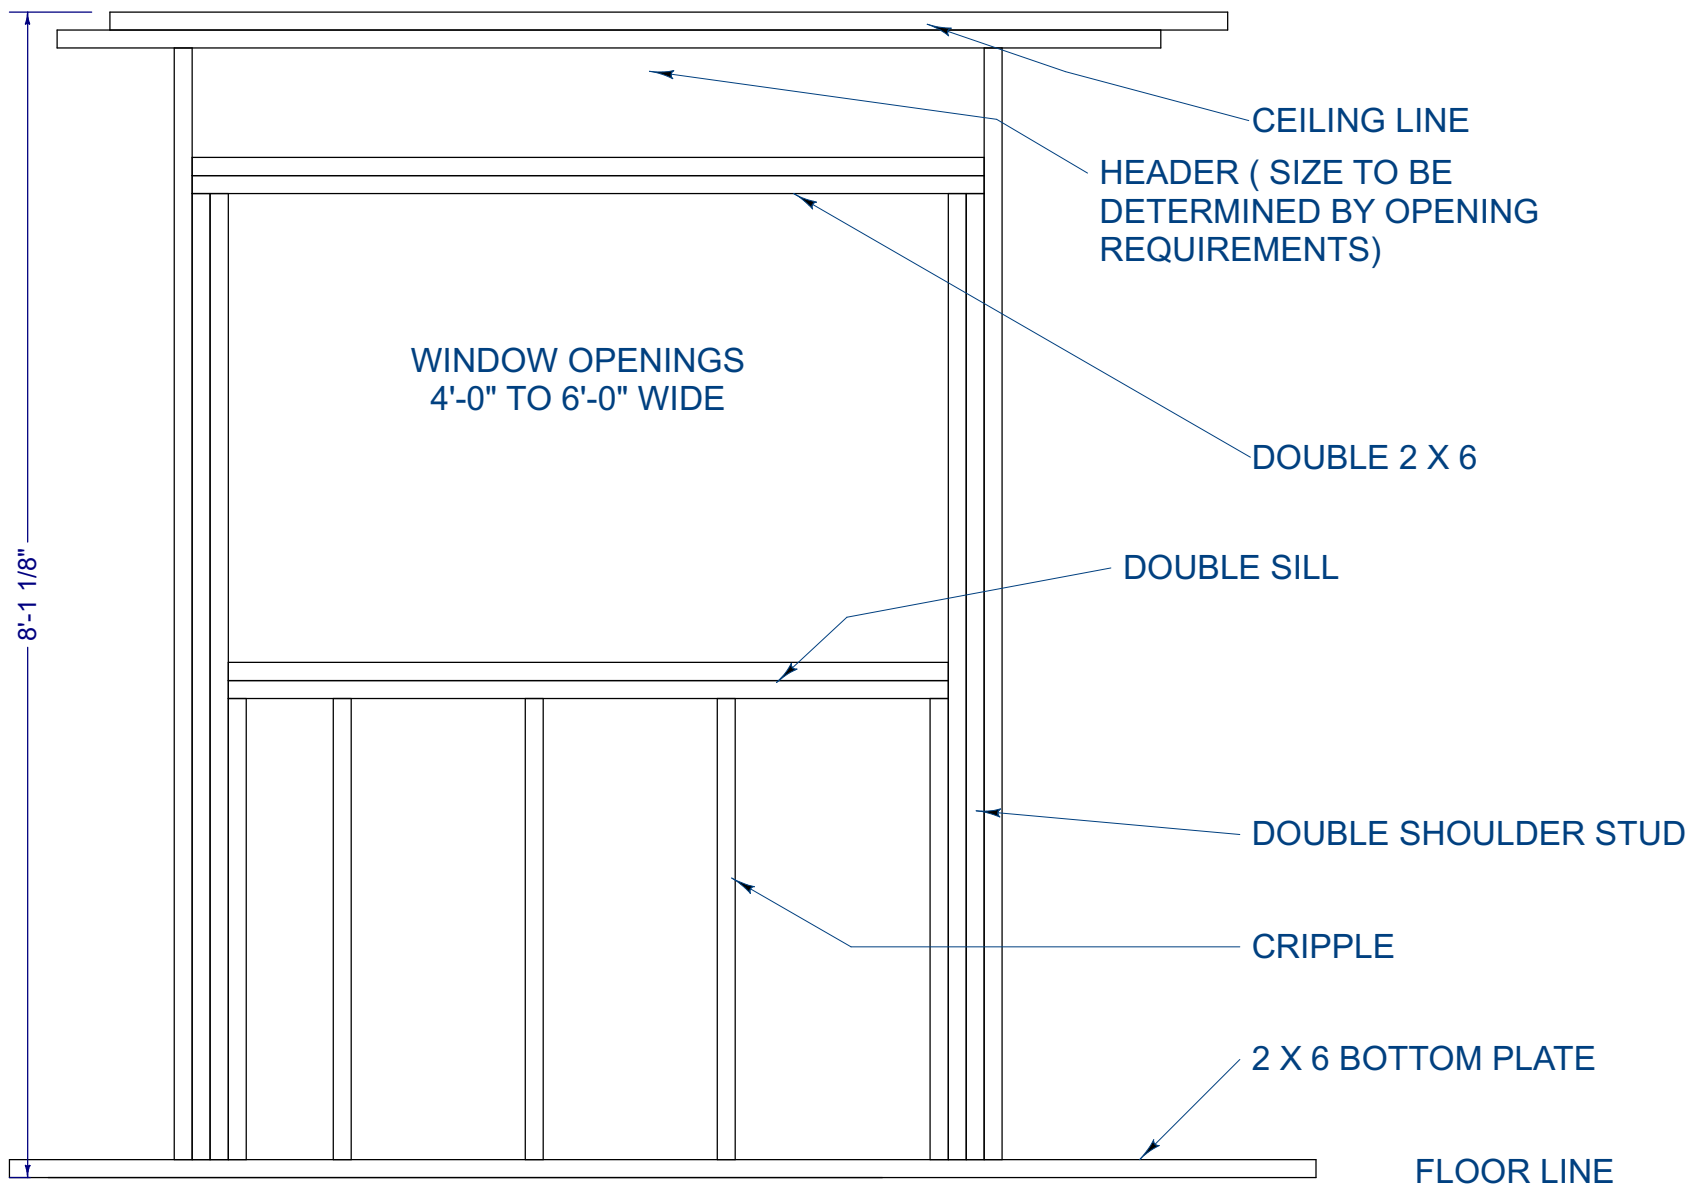 CEILING LINE
HEADER ( SIZE TO BE
DETERMINED BY OPENING
REQUIREMENTS)
WINDOW OPENINGS
4'-0" TO 6'-0" WIDE
DOUBLE 2 X 6
8'-1 1/8"
DOUBLE SILL
DOUBLE SHOULDER STUD
CRIPPLE
2 X 6 BOTTOM PLATE
FLOOR LINE